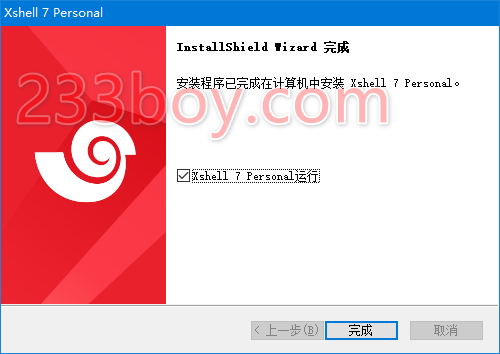 Xshell 7 Personal
InstallShield Wizard 完成
安装程序已完成在计算机中安装 Xshell 7 Personal。
233boy.com
Xshell 7 Personal运行
< 上一步(B)
完成
取消